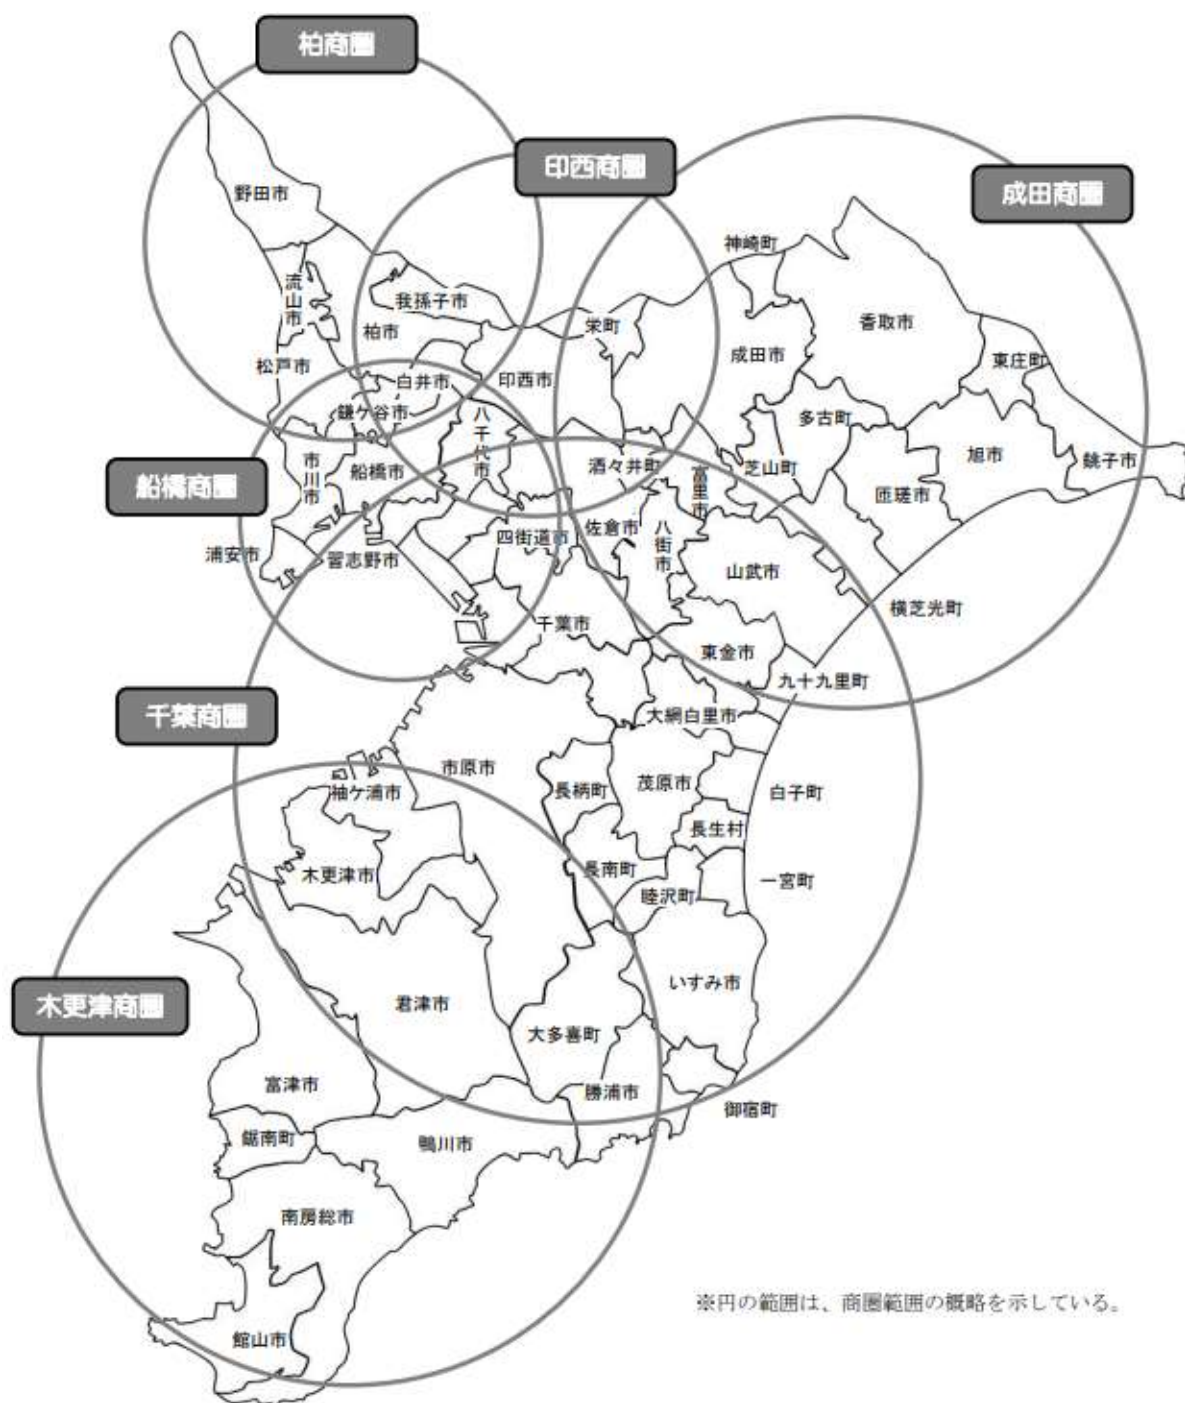 柏商圏
印西商圏
成田商圏
野田市
神崎町
流山市
我孫子市
栄町
香取市
柏市
成田市
東庄町
松戸市
白井市
印西市
鎌ケ谷市
八千代市
多古町
市川市
船橋市
酒々井町
富里市
芝山町
旭市
銚子市
船橋商圏
匝瑳市
浦安市
習志野市
四街道市
佐倉市
八街市
山武市
横芝光町
千葉市
東金市
九十九里町
千葉商圏
大網白里市
市原市
袖ケ浦市
長柄町
茂原市
白子町
長生村
木更津市
長南町
睦沢町
一宮町
木更津商圏
君津市
いすみ市
大多喜町
富津市
勝浦市
御宿町
鋸南町
鴨川市
南房総市
館山市
※円の範囲は、商圏範囲の概略を示している。